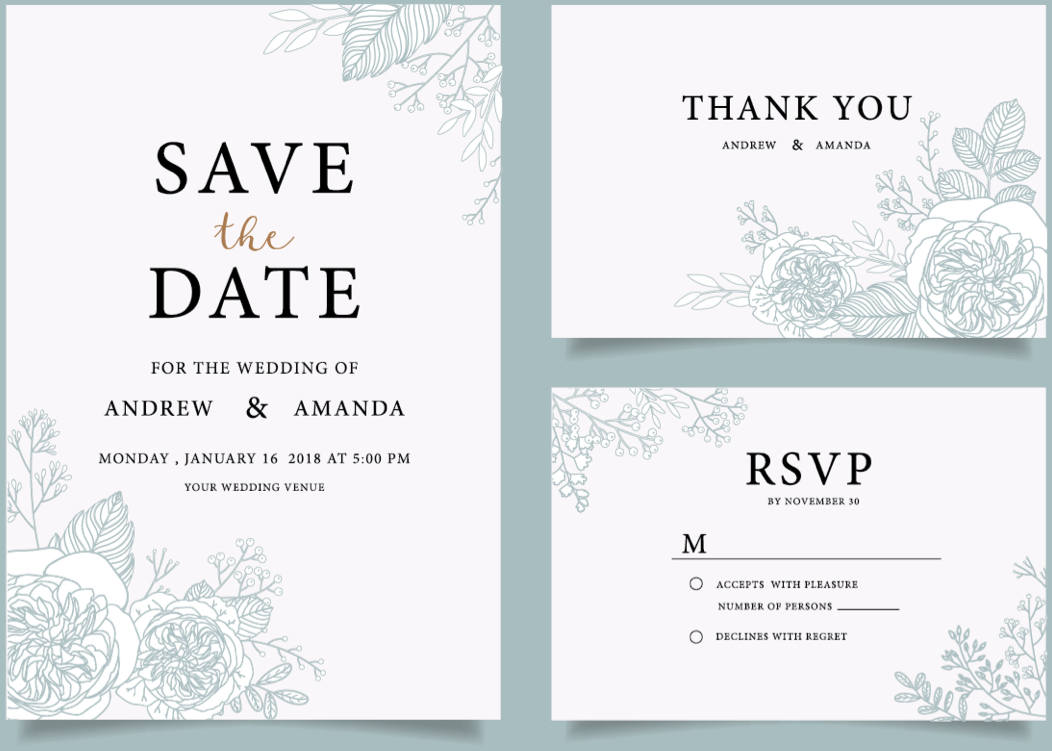 SAVE
the
DATE
FOR THE WEDDING OF
ANDREW & AMANDA
MONDAY , JANUARY 16 2018 AT 5:00 PM
YOUR WEDDING VENUE
THANK YOU
ANDREW & AMANDA
RSVP
BY NOVEMBER 30
M
ACCEPTS WITH PLEASURE
NUMBER OF PERSONS
DECLINES WITH REGRET